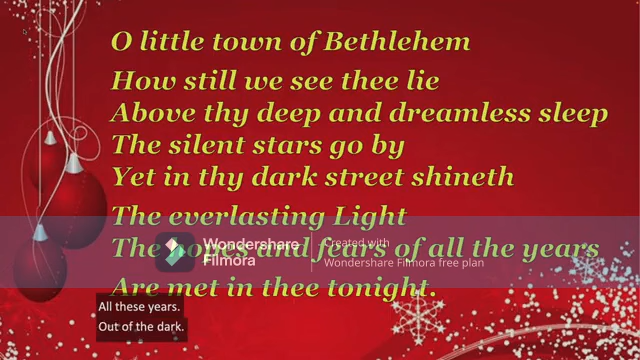 O little town of Bethlehem
How still we see thee lie
Above thy deep and dreamless sleep
The silent stars go by
Yet in thy dark street shineth
The everlasting Light
The hopes and fears of all the years
Wondershare
Filmora
Created with
Wondershare Filmora free plan
Are met in thee tonight.
All these years.
Out of the dark.